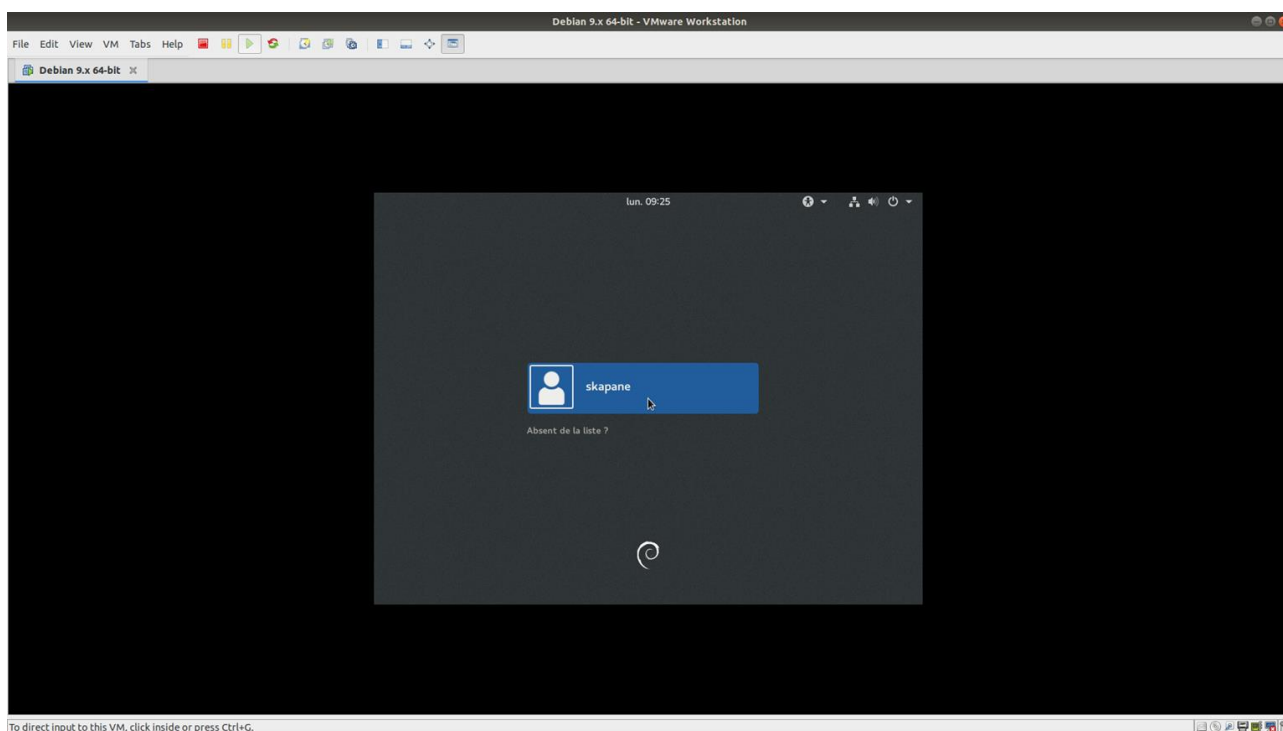 Debian 9.x 64-bit - VMware Workstation
File Edit View VM Tabs Help
Debian 9.x 64-bit
lun. 09:25
skapane
Absent de la liste ?
To direct input to this VM, click inside or press Ctrl+G.